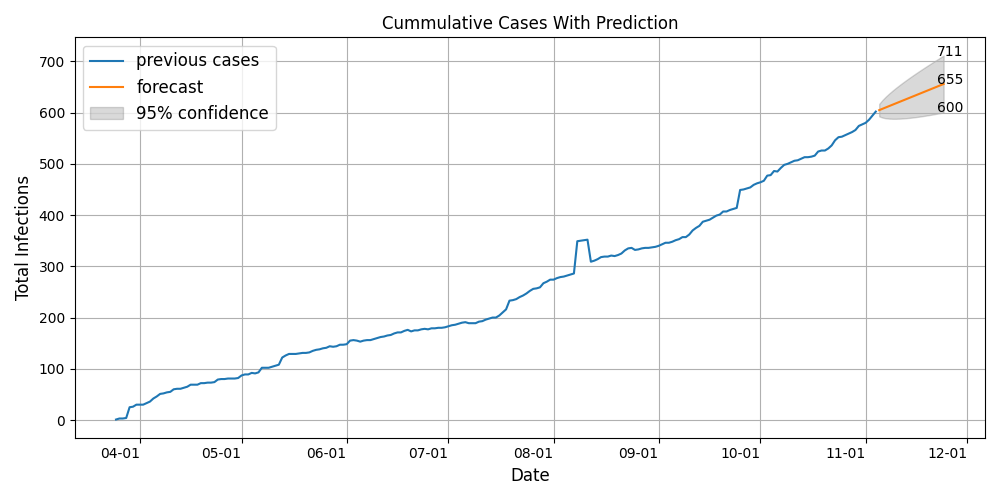 Cummulative Cases With Prediction
previous cases
forecast
95% confidence
711
655
600
Total Infections
700
600
500
400
300
200
100
0
04-01 05-01 06-01 07-01 08-01 09-01 10-01 11-01 12-01
Date